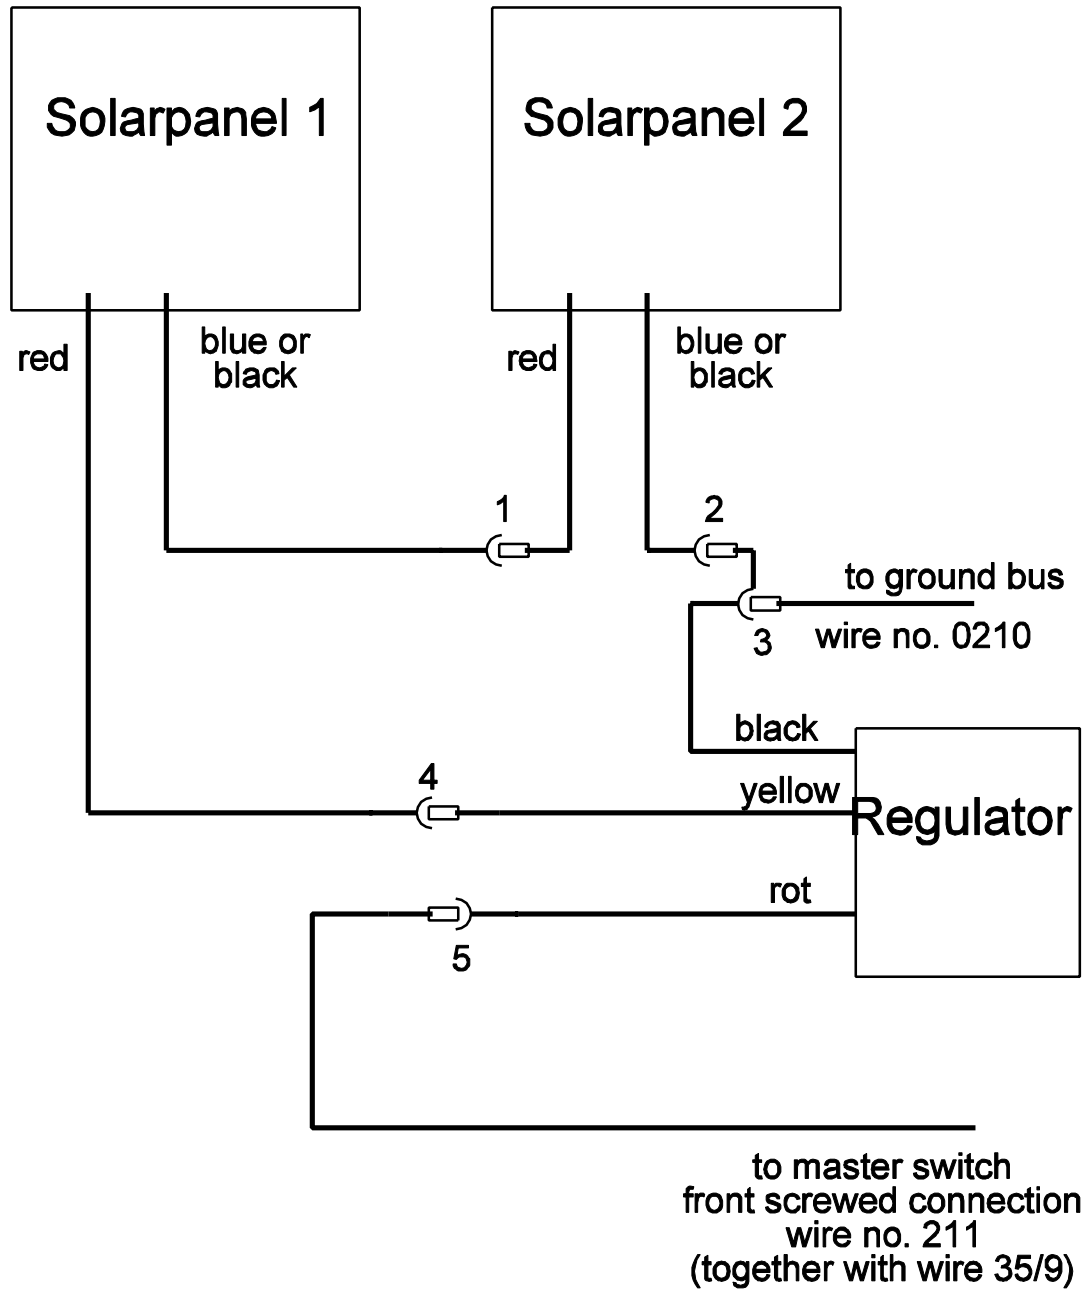 Solarpanel 1
Solarpanel 2
red
blue or
black
red
blue or
black
1
2
to ground bus
3
wire no. 0210
black
4
yellow
Regulator
rot
5
to master switch
front screwed connection
wire no. 211
(together with wire 35/9)